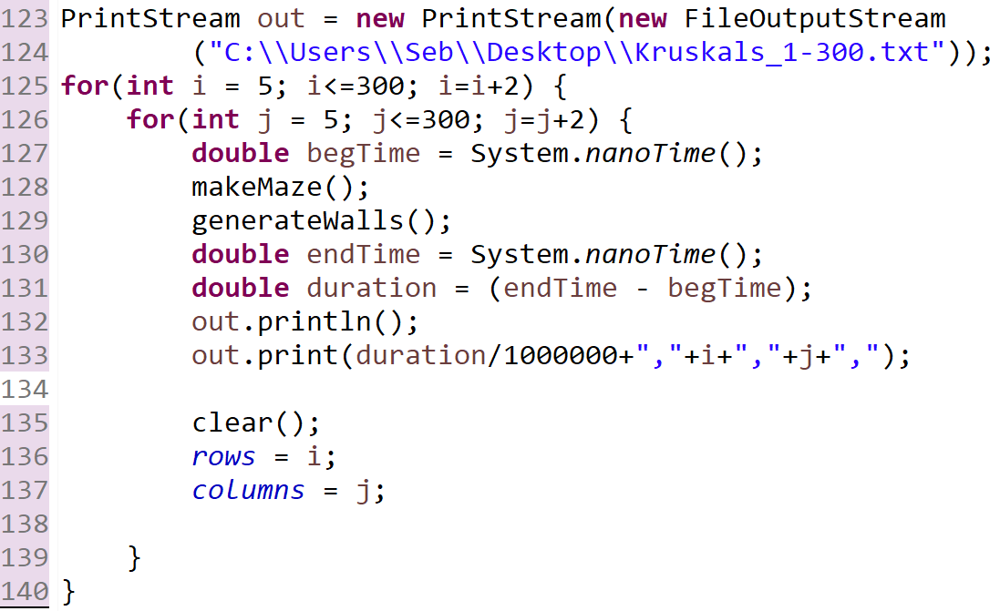 123 PrintStream out = new PrintStream(new FileOutputStream
124         ("C:\\Users\\Seb\\Desktop\\Kruskals_1-300.txt"));
125 for(int i = 5; i<=300; i=i+2) {
126     for(int j = 5; j<=300; j=j+2) {
127         double begTime = System.nanoTime();
128         makeMaze();
129         generateWalls();
130         double endTime = System.nanoTime();
131         double duration = (endTime - begTime);
132         out.println();
133         out.print(duration/1000000+","+i+","+j+",");
134
135         clear();
136         rows = i;
137         columns = j;
138
139     }
140 }